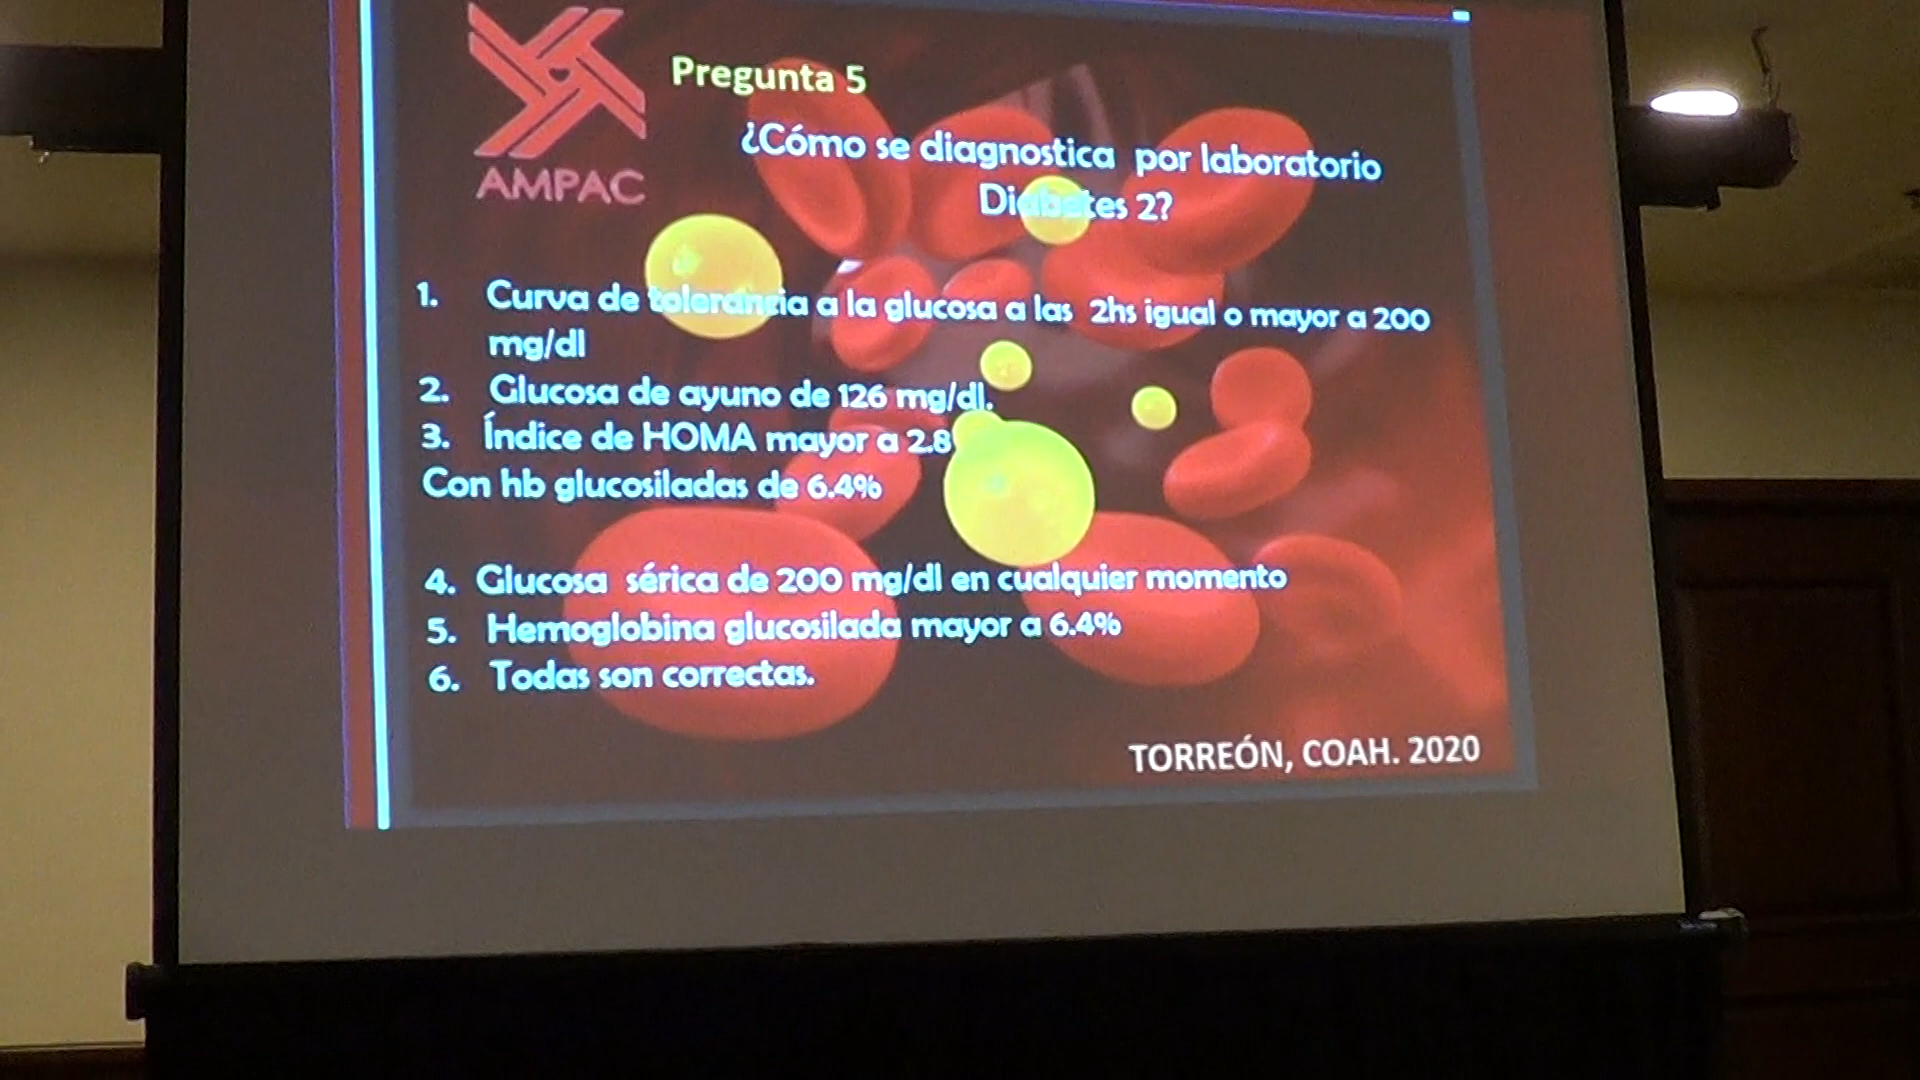 AMPAC
Pregunta 5
¿Cómo se diagnostica por laboratorio
Diabetes 2?
1. Curva de tolerancia a la glucosa a las 2hs igual o mayor a 200
mg/dl
2. Glucosa de ayuno de 126 mg/dl.
3. Índice de HOMA mayor a 2.8
Con hb glucosiladas de 6.4%
4. Glucosa sérica de 200 mg/dl en cualquier momento
5. Hemoglobina glucosilada mayor a 6.4%
6. Todas son correctas.
TORREÓN, COAH. 2020